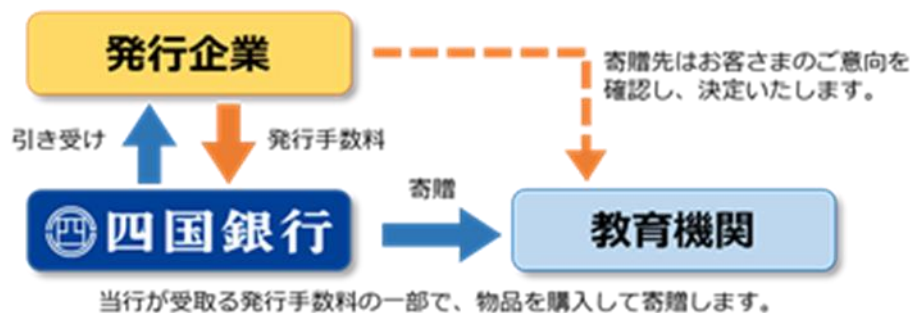 発行企業
寄贈先はお客さまのご意向を
確認し、決定いたします。
引き受け
発行手数料
四国銀行
寄贈
教育機関
当行が受取る発行手数料の一部で、物品を購入して寄贈します。